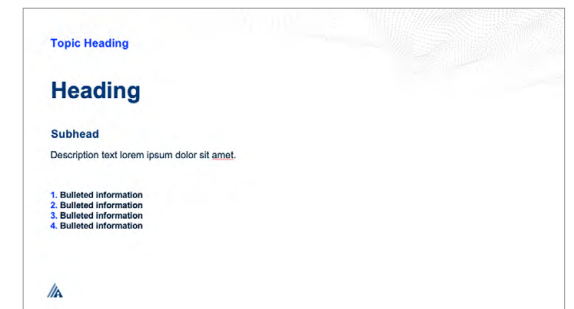 Topic Heading
Heading
Subhead
Description text lorem ipsum dolor sit amet.
1. Bulleted information
2. Bulleted information
3. Bulleted information
4. Bulleted information